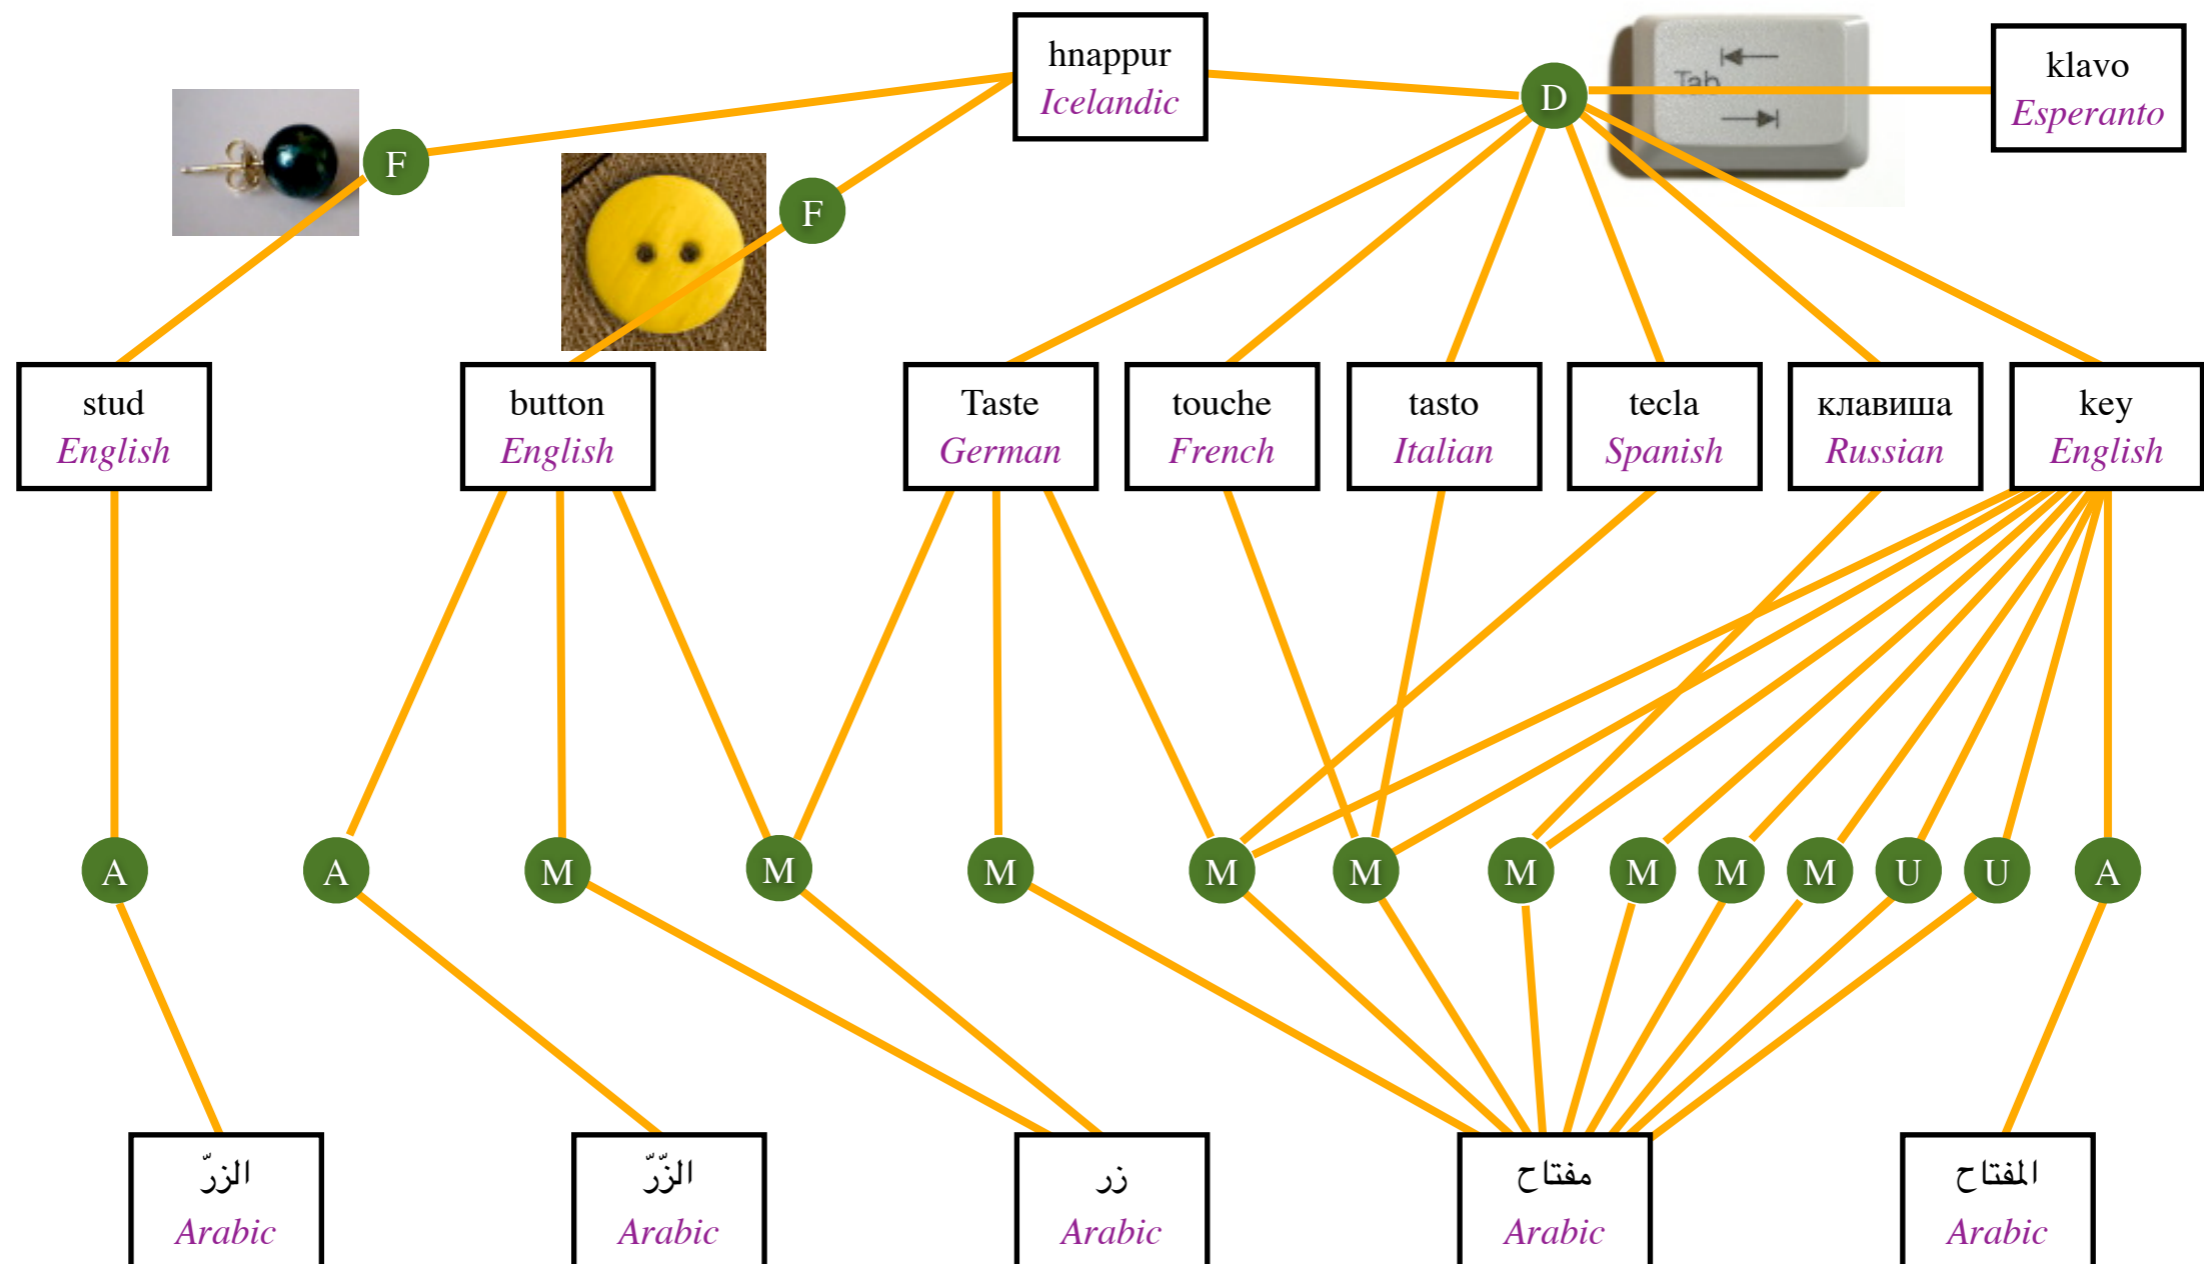 hnappur
Icelandic
klavo
Esperanto
Tab
D
F
F
stud
English
button
English
Taste
German
touche
French
tasto
Italian
tecla
Spanish
клавиша
Russian
key
English
A
A
M
M
M
M
M
M
M
M
M
U
U
A
الزرّ
Arabic
الزّرّ
Arabic
زر
Arabic
مفتاح
Arabic
المفتاح
Arabic